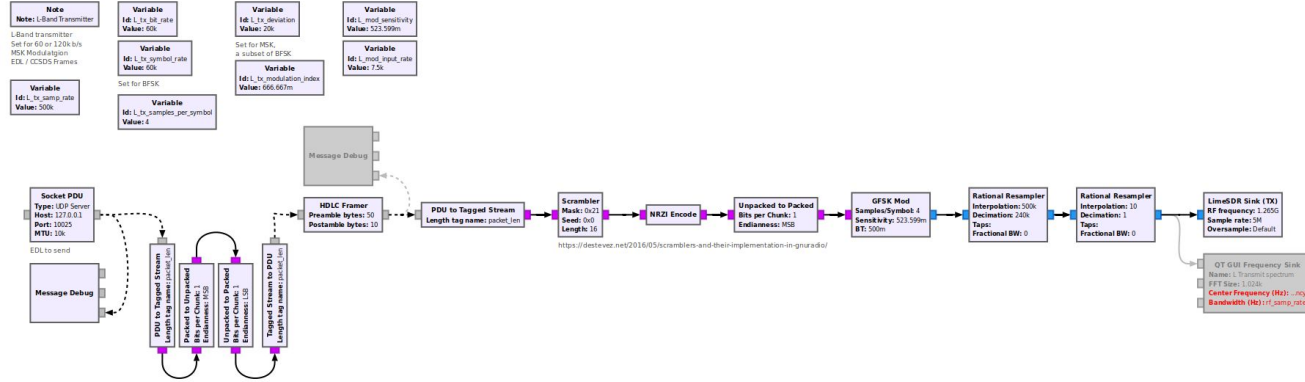 Note
Note: L-Band Transmitter
L-Band transmitter
Set for 60 or 120k b/s
MSK Modulatgion
EDL / CCSDS Frames
Variable
Id: L_tx_samp_rate
Value: 500k
Variable
Id: L_tx_bit_rate
Value: 60k
Variable
Id: L_tx_symbol_rate
Value: 60k
Set for BFSK
Variable
Id: L_tx_samples_per_symbol
Value: 4
Variable
Id: L_tx_deviation
Value: 20k
Set for MSK,
a subset of BFSK
Variable
Id: L_tx_modulation_index
Value: 666.667m
Variable
Id: L_mod_sensitivity
Value: 523.599m
Variable
Id: L_mod_input_rate
Value: 7.5k
Socket PDU
Type: UDP Server
Host: 127.0.0.1
Port: 10025
MTU: 10k
EDL to send
Message Debug
PDU to Tagged Stream
Length tag name: packet_len
Packed to Unpacked
Bits per Chunk: 1
Endianness: MSB
Unpacked to Packed
Bits per Chunk: 1
Endianness: LSB
Tagged Stream to PDU
Length tag name: packet_len
Message Debug
HDLC Framer
Preamble bytes: 50
Postamble bytes: 10
PDU to Tagged Stream
Length tag name: packet_len
Scrambler
Mask: 0x21
Seed: 0x0
Length: 16
https://destevez.net/2016/05/scramblers-and-their-implementation-in-gnuradio/
NRZI Encode
Unpacked to Packed
Bits per Chunk: 1
Endianness: MSB
GFSK Mod
Samples/Symbol: 4
Sensitivity: 523.599m
BT: 500m
Rational Resampler
Interpolation: 500k
Decimation: 240k
Taps:
Fractional BW: 0
Rational Resampler
Interpolation: 10
Decimation: 1
Taps:
Fractional BW: 0
LimeSDR Sink (TX)
RF frequency: 1.265G
Sample rate: 5M
Oversample: Default
QT GUI Frequency Sink
Name: L Transmit spectrum
FFT Size: 1.024k
Center Frequency (Hz): ...ncy
Bandwidth (Hz): rf_samp_rate